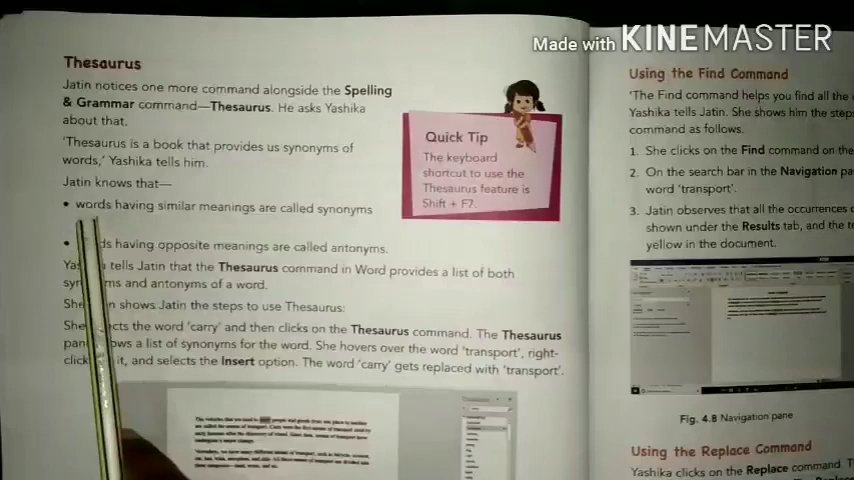 Made with KINEMASTER
Thesaurus
Jatin notices one more command alongside the Spelling
& Grammar command—Thesaurus. He asks Yashika
about that.
'Thesaurus is a book that provides us synonyms of
words,' Yashika tells him.
Jatin knows that—
• words having similar meanings are called synonyms
• ds having opposite meanings are called antonyms.
Yas tells Jatin that the Thesaurus command in Word provides a list of both
syn ms and antonyms of a word.
She n shows Jatin the steps to use Thesaurus:
She ects the word 'carry' and then clicks on the Thesaurus command. The Thesaurus
pan ows a list of synonyms for the word. She hovers over the word 'transport', right-
click it, and selects the Insert option. The word 'carry' gets replaced with 'transport'.
Quick Tip
The keyboard
shortcut to use the
Thesaurus feature is
Shift + F7.
Using the Find Command
'The Find command helps you find all the
Yashika tells Jatin. She shows him the steps
command as follows.
1. She clicks on the Find command on the
2. On the search bar in the Navigation pa
word 'transport'.
3. Jatin observes that all the occurrences o
shown under the Results tab, and the te
yellow in the document.
Fig. 4.8 Navigation pane
Using the Replace Command
Yashika clicks on the Replace command. T